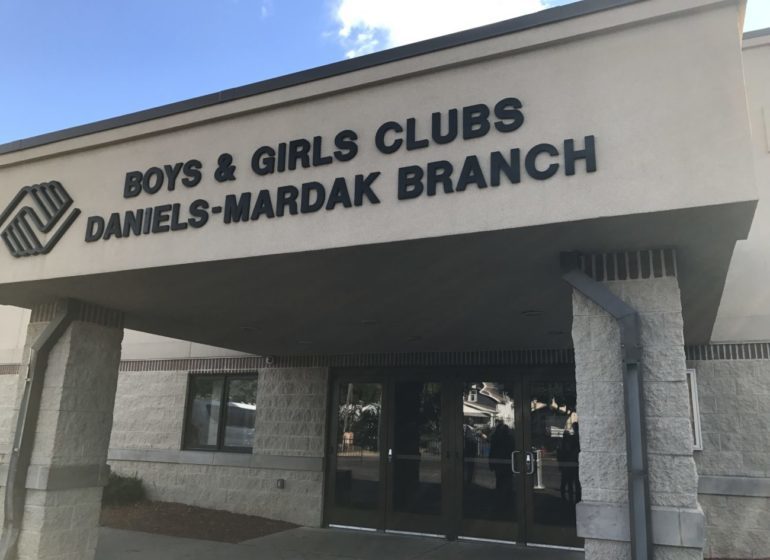 BOYS & GIRLS CLUBS
DANIELS-MARDAK BRANCH